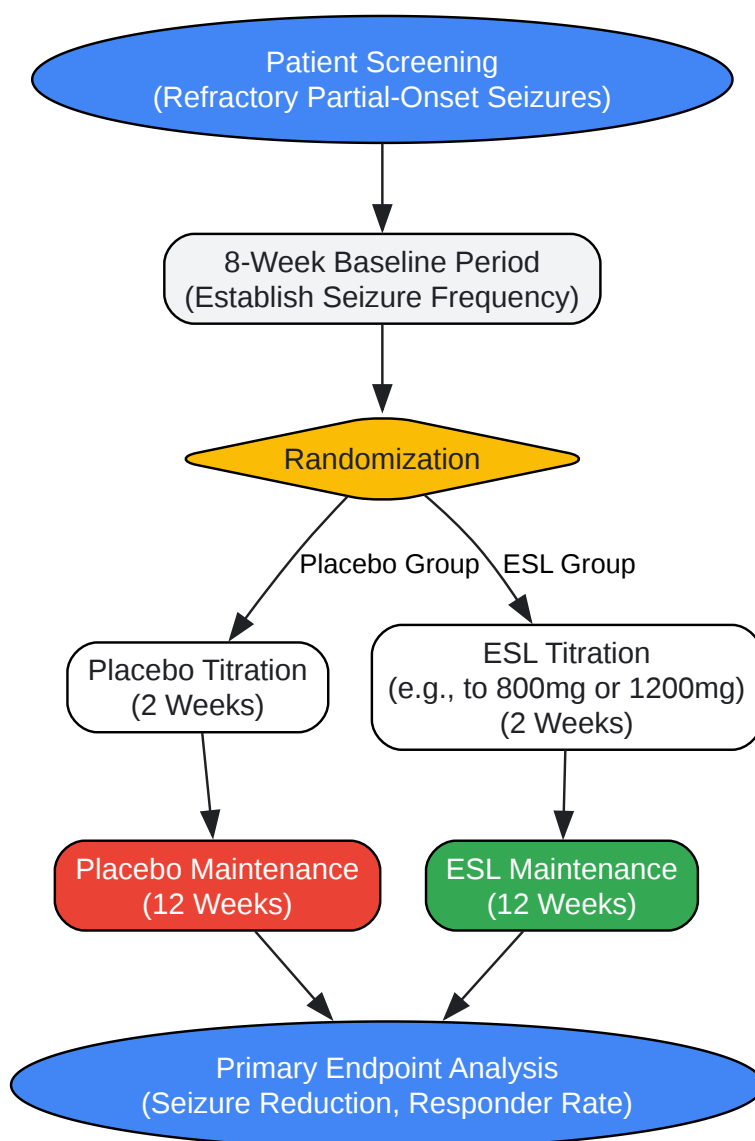 Patient Screening
(Refractory Partial-Onset Seizures)
8-Week Baseline Period
(Establish Seizure Frequency)
Randomization
Placebo Group
ESL Group
Placebo Titration
(2 Weeks)
ESL Titration
(e.g., to 800mg or 1200mg)
(2 Weeks)
Placebo Maintenance
(12 Weeks)
ESL Maintenance
(12 Weeks)
Primary Endpoint Analysis
(Seizure Reduction, Responder Rate)